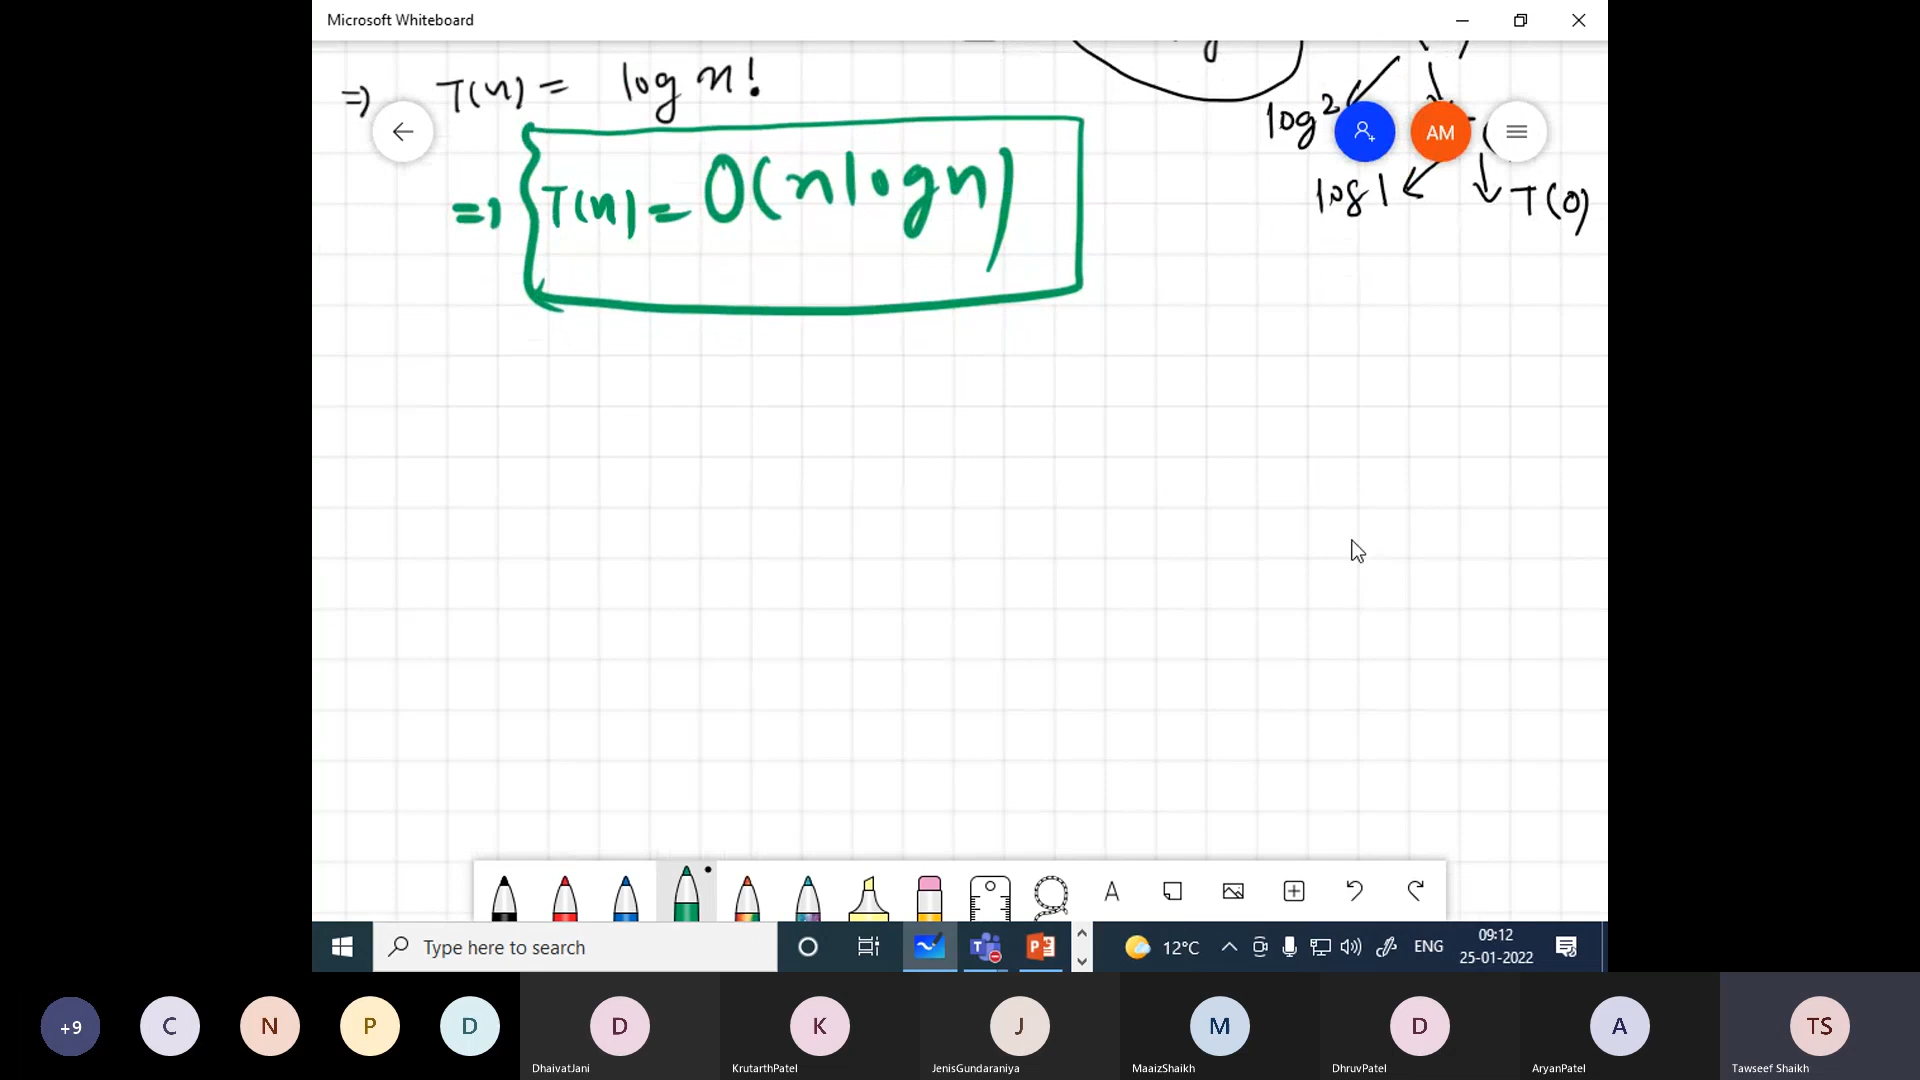 Microsoft Whiteboard
=) T(n) = log n!
=) T(n) = O(n log n)
log 2
AM
log 1
T(0)
A
Type here to search
12°C
ENG
09:12
25-01-2022
+9
C
N
P
D
D
DhaivatJani
K
KrutarthPatel
J
JenisGundaraniya
M
MaaizShaikh
D
DhruvPatel
A
AryanPatel
TS
Tawseef Shaikh